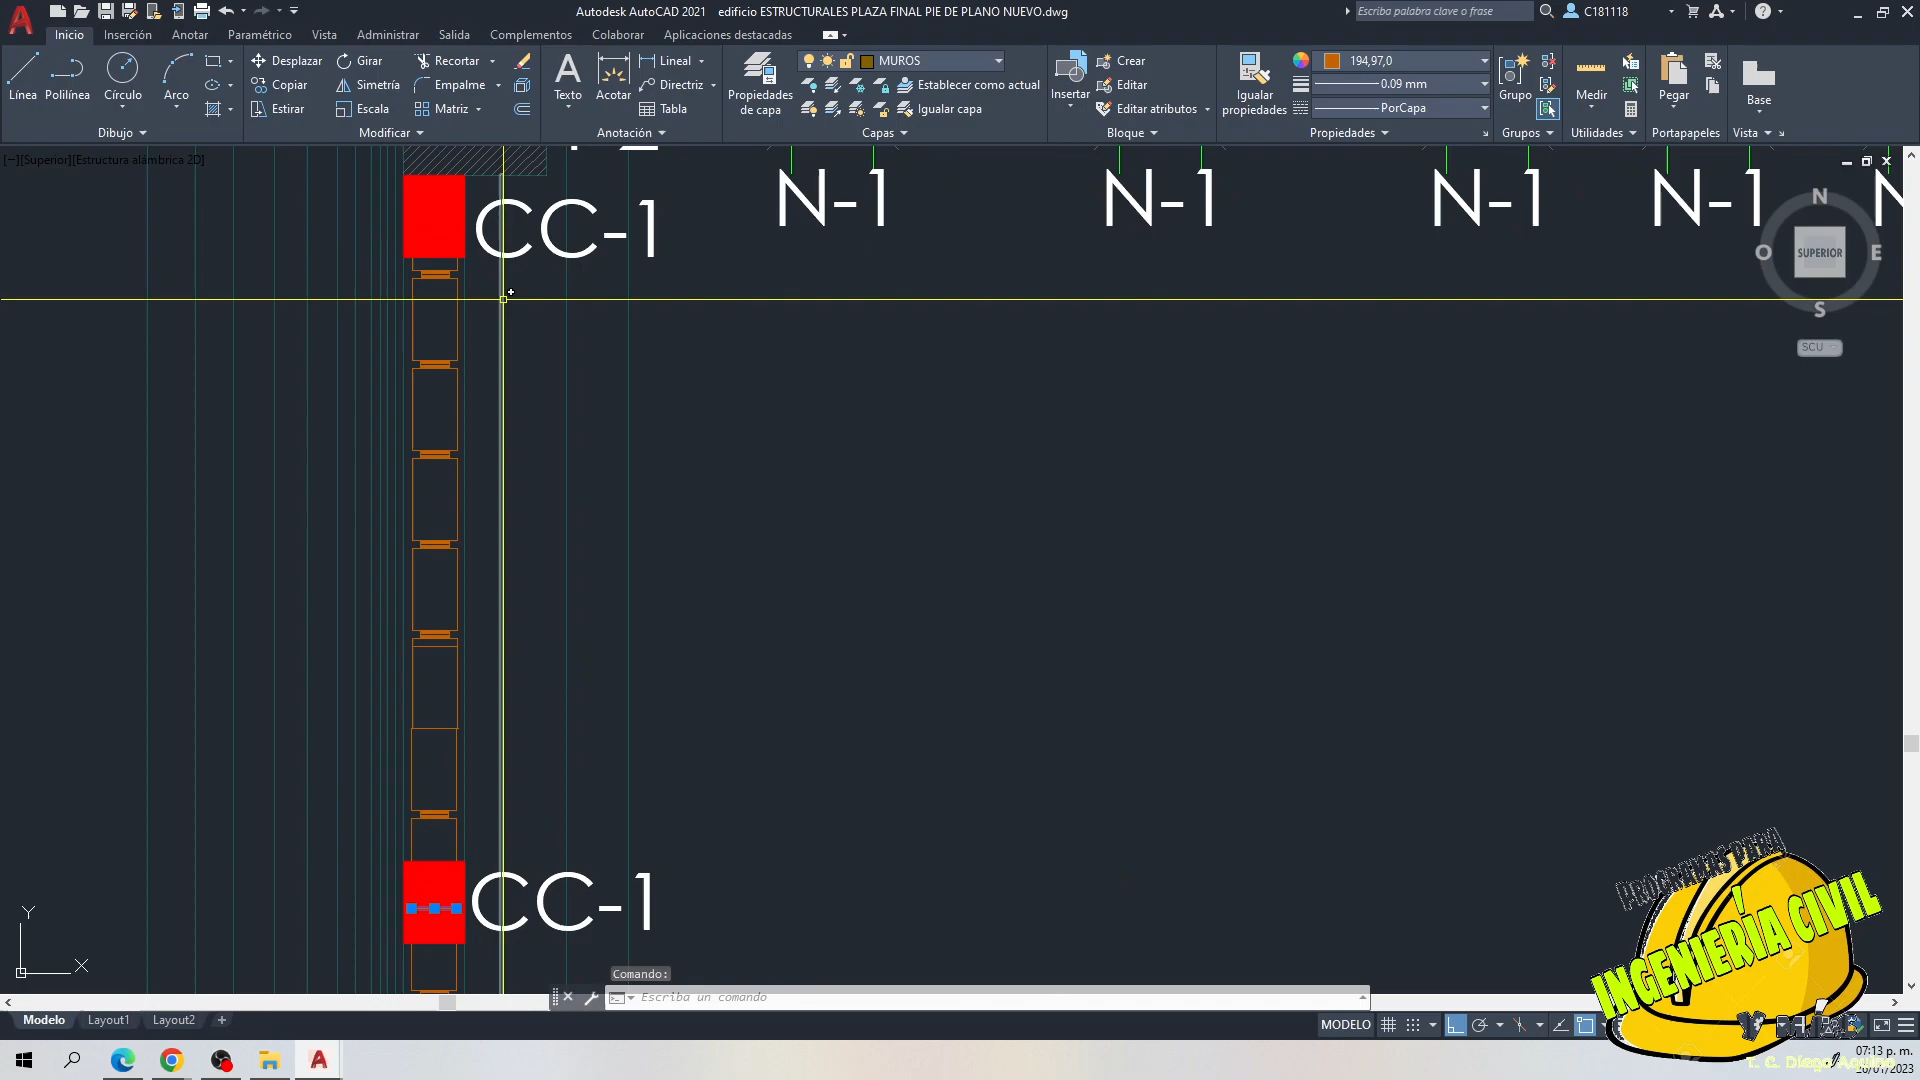 Autodesk AutoCAD 2021 edificio ESTRUCTURALES PLAZA FINAL PIE DE PLANO NUEVO.dwg
Escriba palabra clave o frase
C181118
Inicio Inserción Anotar Paramétrico Vista Administrar Salida Complementos Colaborar Aplicaciones destacadas
Línea Polilínea Círculo Arco
Desplazar Girar Recortar
Copiar Simetría Empalme
Estirar Escala Matriz
Texto Acotar
Lineal
Directriz
Tabla
Propiedades de capa
MUROS
Establecer como actual
Igualar capa
Insertar
Crear
Editar
Editar atributos
Igualar propiedades
194,97,0
0.09 mm
PorCapa
Grupo Medir Pegar Base
Dibujo Modificar Anotación Capas Bloque Propiedades Grupos Utilidades Portapapeles Vista
[−][Superior][Estructura alámbrica 2D]
CC-1
N-1 N-1 N-1 N-1
N
O SUPERIOR E
S
SCU
CC-1
Y
X
Comando:
Escriba un comando
Modelo Layout1 Layout2 +
MODELO
PROGRAMAS PARA
INGENIERÍA CIVIL
07:13 p. m.
20/01/2023